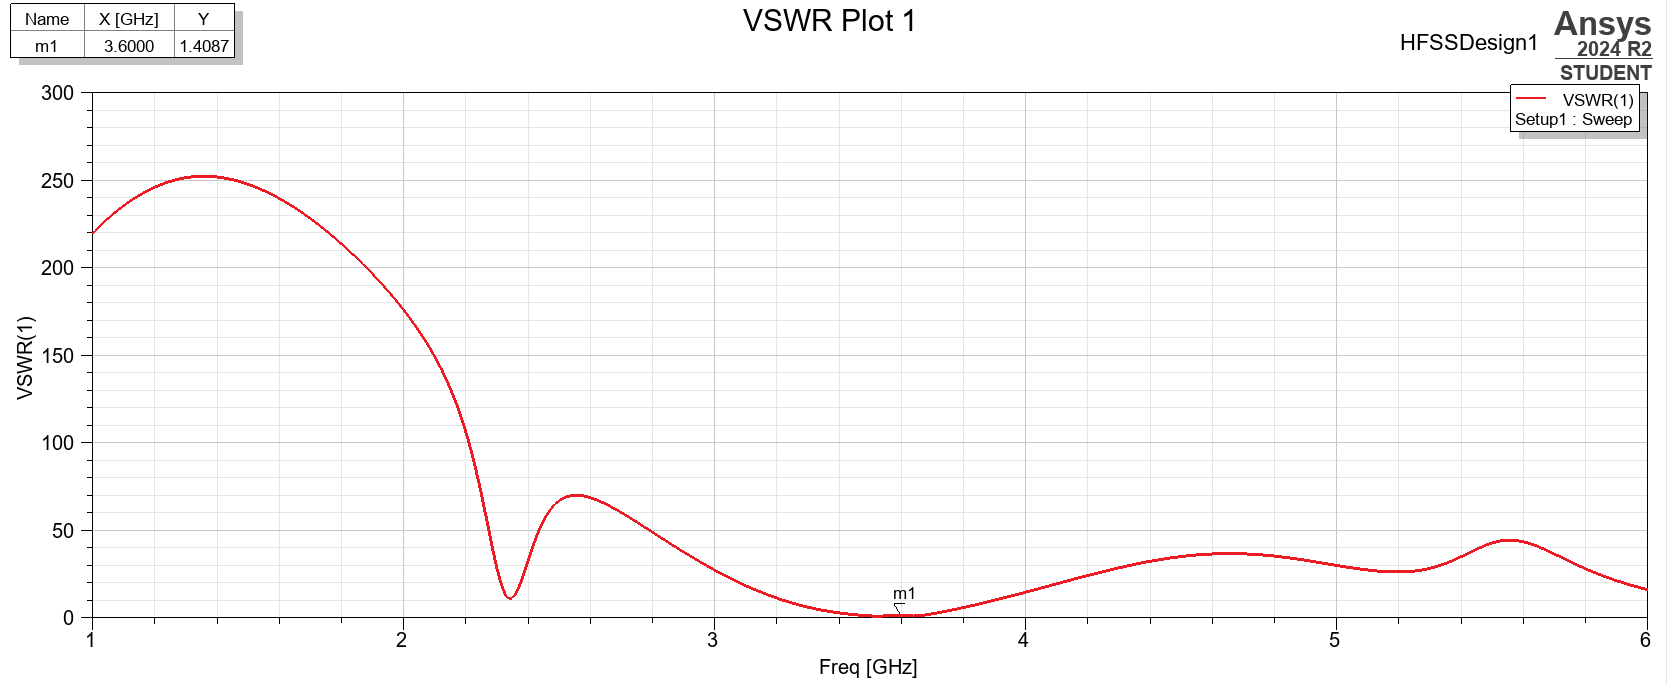 Name X [GHz] Y
m1 3.6000 1.4087
VSWR Plot 1
HFSSDesign1
Ansys
2024 R2
STUDENT
VSWR(1)
Setup1 : Sweep
300
250
200
150
100
50
0
VSWR(1)
m1
1 2 3 4 5 6
Freq [GHz]